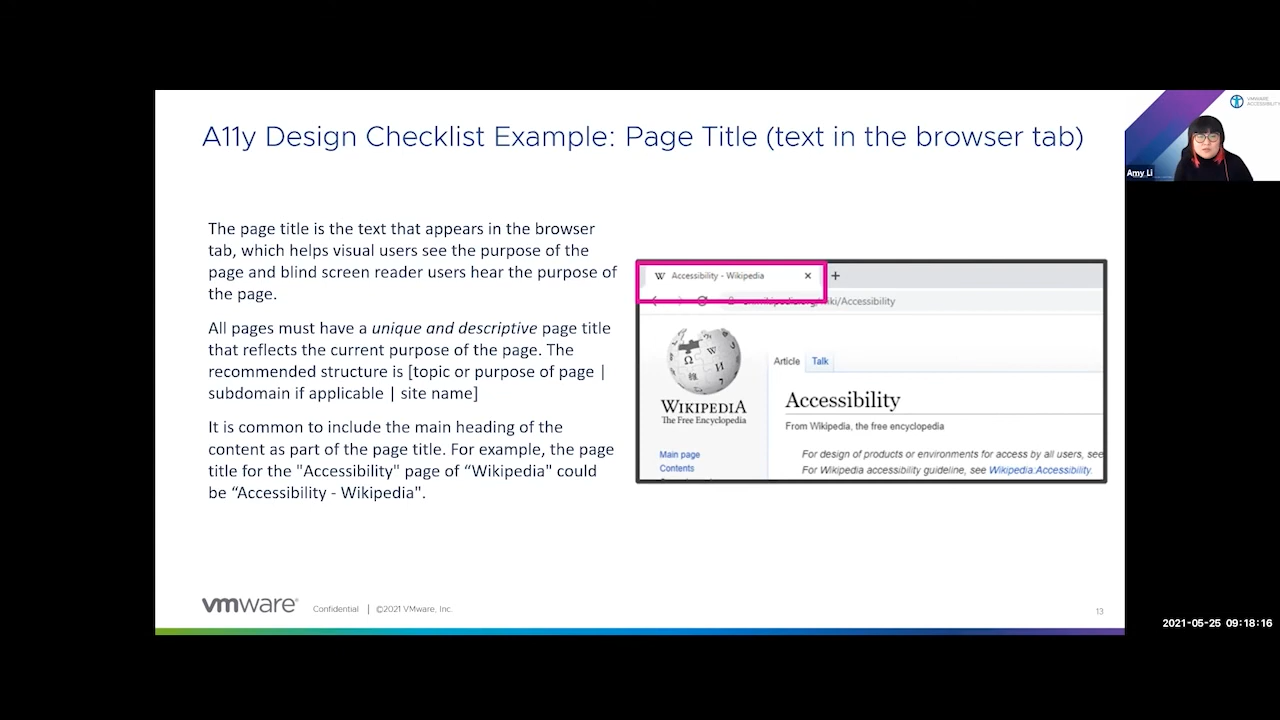 A11y Design Checklist Example: Page Title (text in the browser tab)
VMWARE
ACCESSIBILITY
Amy Li
The page title is the text that appears in the browser
tab, which helps visual users see the purpose of the
page and blind screen reader users hear the purpose of
the page.
All pages must have a unique and descriptive page title
that reflects the current purpose of the page. The
recommended structure is [topic or purpose of page |
subdomain if applicable | site name]
It is common to include the main heading of the
content as part of the page title. For example, the page
title for the "Accessibility" page of “Wikipedia" could
be “Accessibility - Wikipedia".
W Accessibility - Wikipedia × +
/Accessibility
WIKIPEDIA
The Free Encyclopedia
Main page
Contents
Article Talk
Accessibility
From Wikipedia, the free encyclopedia
For design of products or environments for access by all users, see
For Wikipedia accessibility guideline, see Wikipedia:Accessibility.
vmware®
Confidential | ©2021 VMware, Inc.
13
2021-05-25 09:18:16